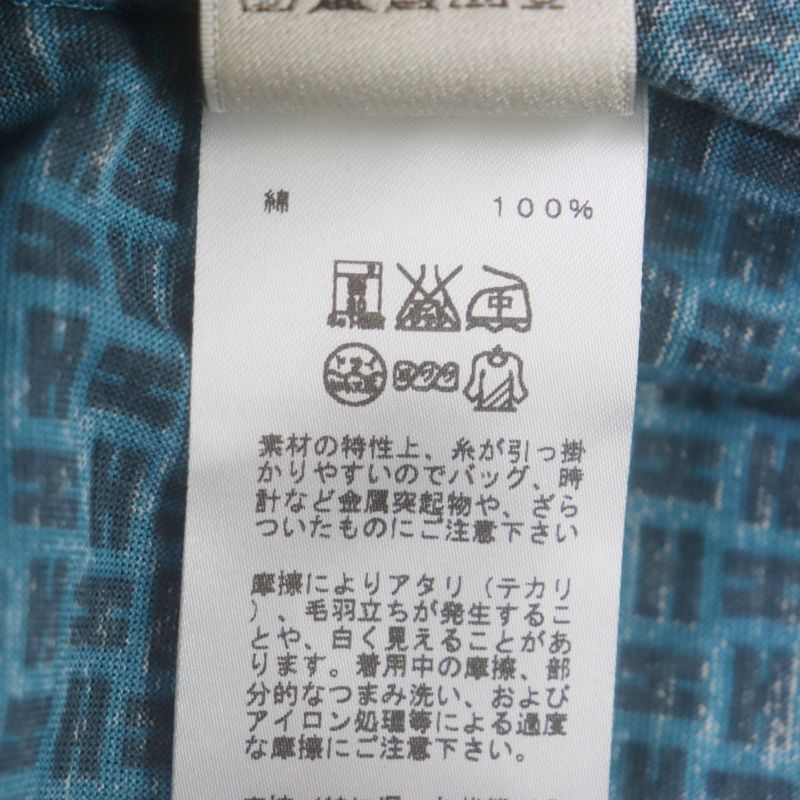 綿 100%
中
ドライ
素材の特性上、糸が引っ掛
かりやすいのでバッグ、時
計など金属突起物や、ざら
ついたものにご注意下さい
摩擦によりアタリ（テカリ
）、毛羽立ちが発生するこ
とや、白く見えることがあ
ります。着用中の摩擦、部
分的なつまみ洗い、および
アイロン処理等による過度
な摩擦にご注意下さい。